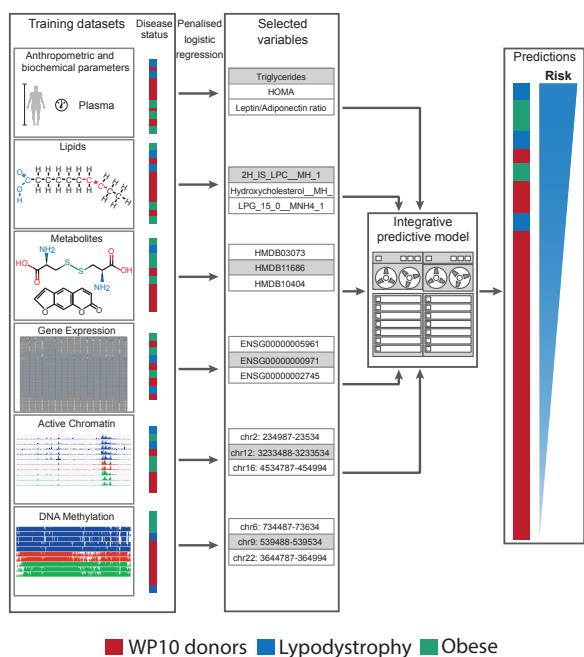 Training datasets
Disease status
Penalised logistic regression
Selected variables
Predictions
Risk
Anthropometric and biochemical parameters
Plasma
Triglycerides
HOMA
Leptin/Adiponectin ratio
Lipids
O
O
H
H H H H H H H
C C C C C C C C C C
H H H H H H H
2H_IS_LPC__MH_1
Hydroxycholesterol__MH_
LPG_15_0__MNH4_1
Integrative predictive model
Metabolites
NH2
O
O
HO
S
S
OH
NH2
O
O
O
HMDB03073
HMDB11686
HMDB10404
Gene Expression
ENSG00000005961
ENSG00000000971
ENSG00000002745
Active Chromatin
chr2: 234987-23534
chr12: 3233488-3233534
chr16: 4534787-454994
DNA Methylation
chr6: 734487-73634
chr9: 539488-539534
chr22: 3644787-364994
WP10 donors
Lypodystrophy
Obese